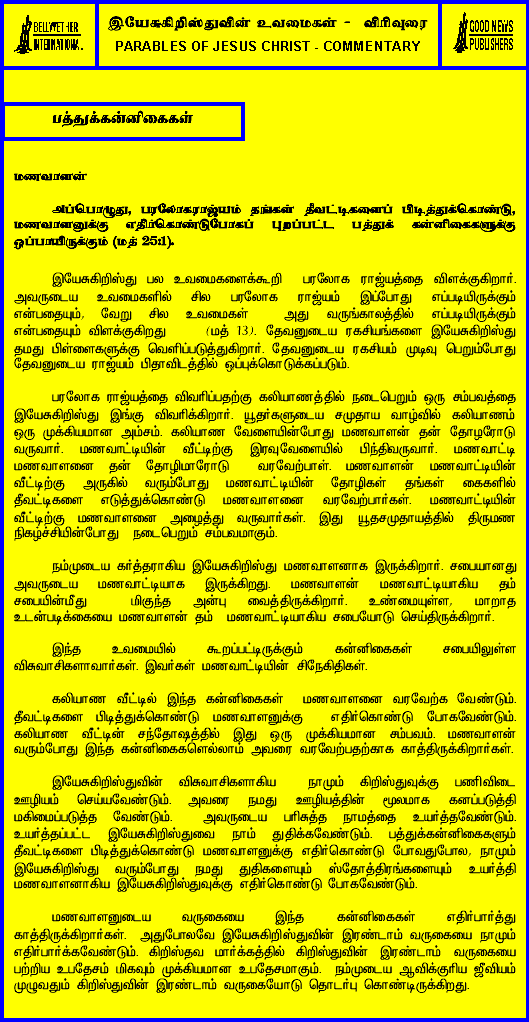 BELLWETHER
INTERNATIONAL
இயேசுகிறிஸ்துவின் உவமைகள் - விரிவுரை
PARABLES OF JESUS CHRIST - COMMENTARY
GOOD NEWS
PUBLISHERS
பத்துக்கன்னிகைகள்
மணவாளன்
அப்பொழுது, பரலோகராஜ்யம் தங்கள் தீவட்டிகளைப் பிடித்துக்கொண்டு,
மணவாளனுக்கு எதிர்கொண்டுபோகப் புறப்பட்ட பத்துக் கன்னிகைகளுக்கு
ஒப்பாயிருக்கும் (மத் 25:1).
இயேசுகிறிஸ்து பல உவமைகளைக்கூறி பரலோக ராஜ்யத்தை விளக்குகிறார்.
அவருடைய உவமைகளில் சில பரலோக ராஜ்யம் இப்போது எப்படியிருக்கும்
என்பதையும், வேறு சில உவமைகள் அது வருங்காலத்தில் எப்படியிருக்கும்
என்பதையும் விளக்குகிறது (மத் 13). தேவனுடைய ரகசியங்களை இயேசுகிறிஸ்து
தமது பிள்ளைகளுக்கு வெளிப்படுத்துகிறார். தேவனுடைய ரகசியம் முடிவு பெறும்போது
தேவனுடைய ராஜ்யம் பிதாவிடத்தில் ஒப்புக்கொடுக்கப்படும்.
பரலோக ராஜ்யத்தை விவரிப்பதற்கு கலியாணத்தில் நடைபெறும் ஒரு சம்பவத்தை
இயேசுகிறிஸ்து இங்கு விவரிக்கிறார். யூதர்களுடைய சமுதாய வாழ்வில் கலியாணம்
ஒரு முக்கியமான அம்சம். கலியாண வேளையின்போது மணவாளன் தன் தோழரோடு
வருவார். மணவாட்டியின் வீட்டிற்கு இரவுவேளையில் பிந்திவருவார். மணவாட்டி
மணவாளனை தன் தோழிமாரோடு வரவேற்பாள். மணவாளன் மணவாட்டியின்
வீட்டிற்கு அருகில் வரும்போது மணவாட்டியின் தோழிகள் தங்கள் கைகளில்
தீவட்டிகளை எடுத்துக்கொண்டு மணவாளனை வரவேற்பார்கள். மணவாட்டியின்
வீட்டிற்கு மணவாளனை அழைத்து வருவார்கள். இது யூதசமுதாயத்தில் திருமண
நிகழ்ச்சியின்போது நடைபெறும் சம்பவமாகும்.
நம்முடைய கர்த்தராகிய இயேசுகிறிஸ்து மணவாளனாக இருக்கிறார். சபையானது
அவருடைய மணவாட்டியாக இருக்கிறது. மணவாளன் மணவாட்டியாகிய தம்
சபையின்மீது மிகுந்த அன்பு வைத்திருக்கிறார். உண்மையுள்ள, மாறாத
உடன்படிக்கையை மணவாளன் தம் மணவாட்டியாகிய சபையோடு செய்திருக்கிறார்.
இந்த உவமையில் கூறப்பட்டிருக்கும் கன்னிகைகள் சபையிலுள்ள
விசுவாசிகளாவார்கள். இவர்கள் மணவாட்டியின் சிநேகிதிகள்.
கலியாண வீட்டில் இந்த கன்னிகைகள் மணவாளனை வரவேற்க வேண்டும்.
தீவட்டிகளை பிடித்துக்கொண்டு மணவாளனுக்கு எதிர்கொண்டு போகவேண்டும்.
கலியாண வீட்டின் சந்தோஷத்தில் இது ஒரு முக்கியமான சம்பவம். மணவாளன்
வரும்போது இந்த கன்னிகைகளெல்லாம் அவரை வரவேற்பதற்காக காத்திருக்கிறார்கள்.
இயேசுகிறிஸ்துவின் விசுவாசிகளாகிய நாமும் கிறிஸ்துவுக்கு பணிவிடை
ஊழியம் செய்யவேண்டும். அவரை நமது ஊழியத்தின் மூலமாக கனப்படுத்தி
மகிமைப்படுத்த வேண்டும். அவருடைய பரிசுத்த நாமத்தை உயர்த்தவேண்டும்.
உயர்த்தப்பட்ட இயேசுகிறிஸ்துவை நாம் துதிக்கவேண்டும். பத்துக்கன்னிகைகளும்
தீவட்டிகளை பிடித்துக்கொண்டு மணவாளனுக்கு எதிர்கொண்டு போவதுபோல, நாமும்
இயேசுகிறிஸ்து வரும்போது நமது துதிகளையும் ஸ்தோத்திரங்களையும் உயர்த்தி
மணவாளனாகிய இயேசுகிறிஸ்துவுக்கு எதிர்கொண்டு போகவேண்டும்.
மணவாளனுடைய வருகையை இந்த கன்னிகைகள் எதிர்பார்த்து
காத்திருக்கிறார்கள். அதுபோலவே இயேசுகிறிஸ்துவின் இரண்டாம் வருகையை நாமும்
எதிர்பார்க்கவேண்டும். கிறிஸ்தவ மார்க்கத்தில் கிறிஸ்துவின் இரண்டாம் வருகையை
பற்றிய உபதேசம் மிகவும் முக்கியமான உபதேசமாகும். நம்முடைய ஆவிக்குரிய ஜீவியம்
முழுவதும் கிறிஸ்துவின் இரண்டாம் வருகையோடு தொடர்பு கொண்டிருக்கிறது.